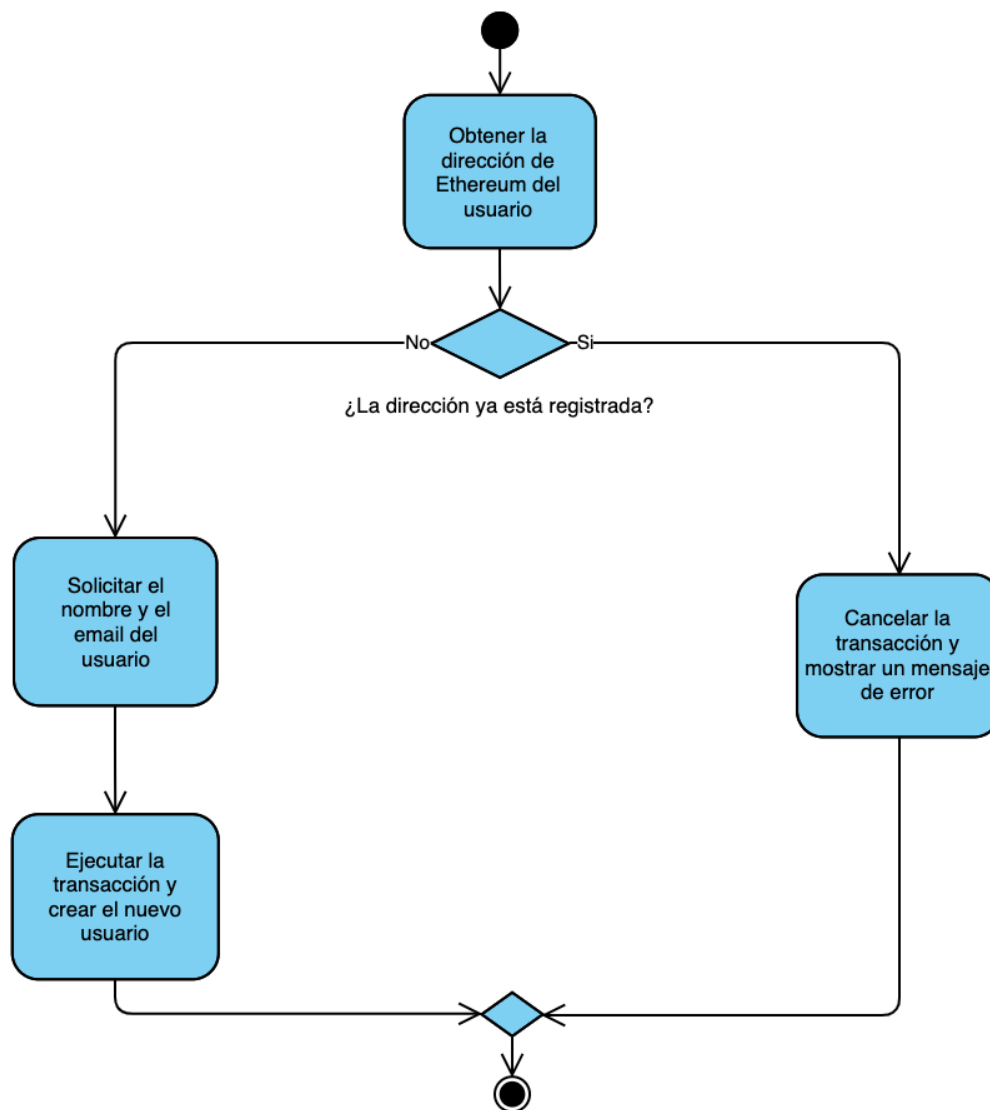 Obtener la
dirección de
Ethereum del
usuario
No
Si
¿La dirección ya está registrada?
Solicitar el
nombre y el
email del
usuario
Cancelar la
transacción y
mostrar un mensaje
de error
Ejecutar la
transacción y
crear el nuevo
usuario